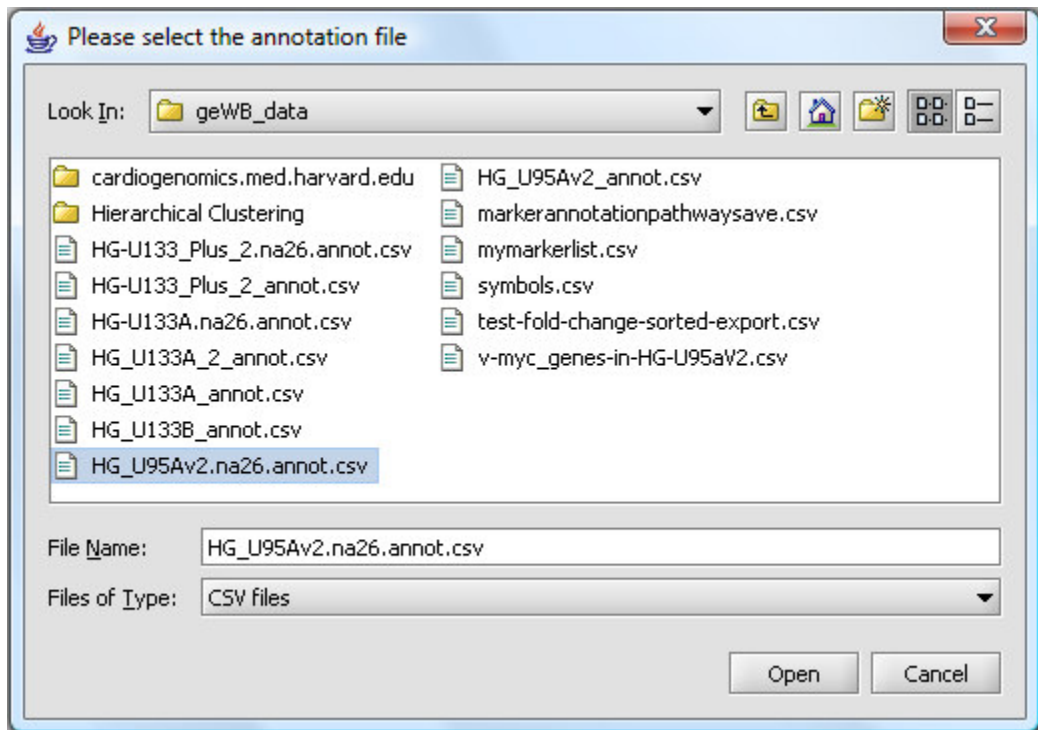 Please select the annotation file
Look In: geWB_data
cardiogenomics.med.harvard.edu
Hierarchical Clustering
HG-U133_Plus_2.na26.annot.csv
HG-U133_Plus_2_annot.csv
HG-U133A.na26.annot.csv
HG_U133A_2_annot.csv
HG_U133A_annot.csv
HG_U133B_annot.csv
HG_U95Av2.na26.annot.csv
HG_U95Av2_annot.csv
markerannotationpathwaysave.csv
mymarkerlist.csv
symbols.csv
test-fold-change-sorted-export.csv
v-myc_genes-in-HG-U95aV2.csv
File Name: HG_U95Av2.na26.annot.csv
Files of Type: CSV files
Open Cancel